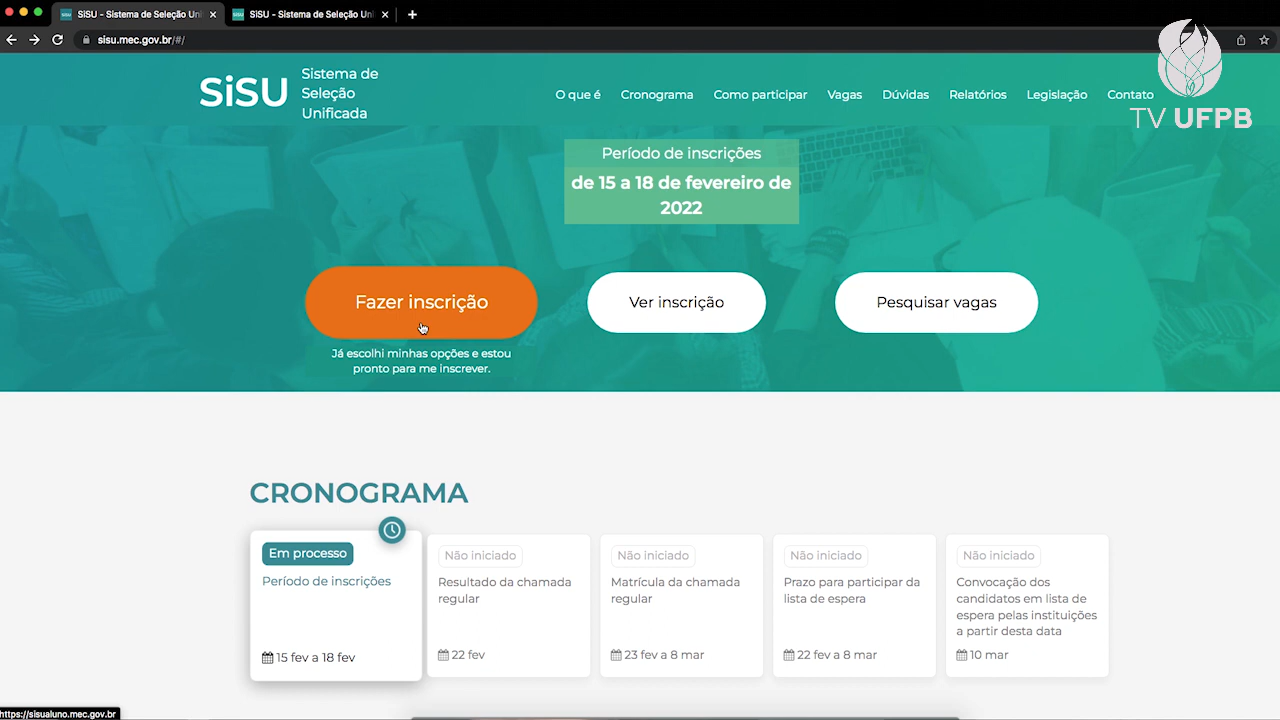 SiSU - Sistema de Seleção Uni
SiSU - Sistema de Seleção Uni
sisu.mec.gov.br/#/
TV UFPB
SiSU
Sistema de
Seleção
Unificada
O que é
Cronograma
Como participar
Vagas
Dúvidas
Relatórios
Legislação
Contato
Período de inscrições
de 15 a 18 de fevereiro de
2022
Fazer inscrição
Já escolhi minhas opções e estou
pronto para me inscrever.
Ver inscrição
Pesquisar vagas
CRONOGRAMA
Em processo
Período de inscrições
15 fev a 18 fev
Não iniciado
Resultado da chamada
regular
22 fev
Não iniciado
Matrícula da chamada
regular
23 fev a 8 mar
Não iniciado
Prazo para participar da
lista de espera
22 fev a 8 mar
Não iniciado
Convocação dos
candidatos em lista de
espera pelas instituições
a partir desta data
10 mar
https://sisualuno.mec.gov.br